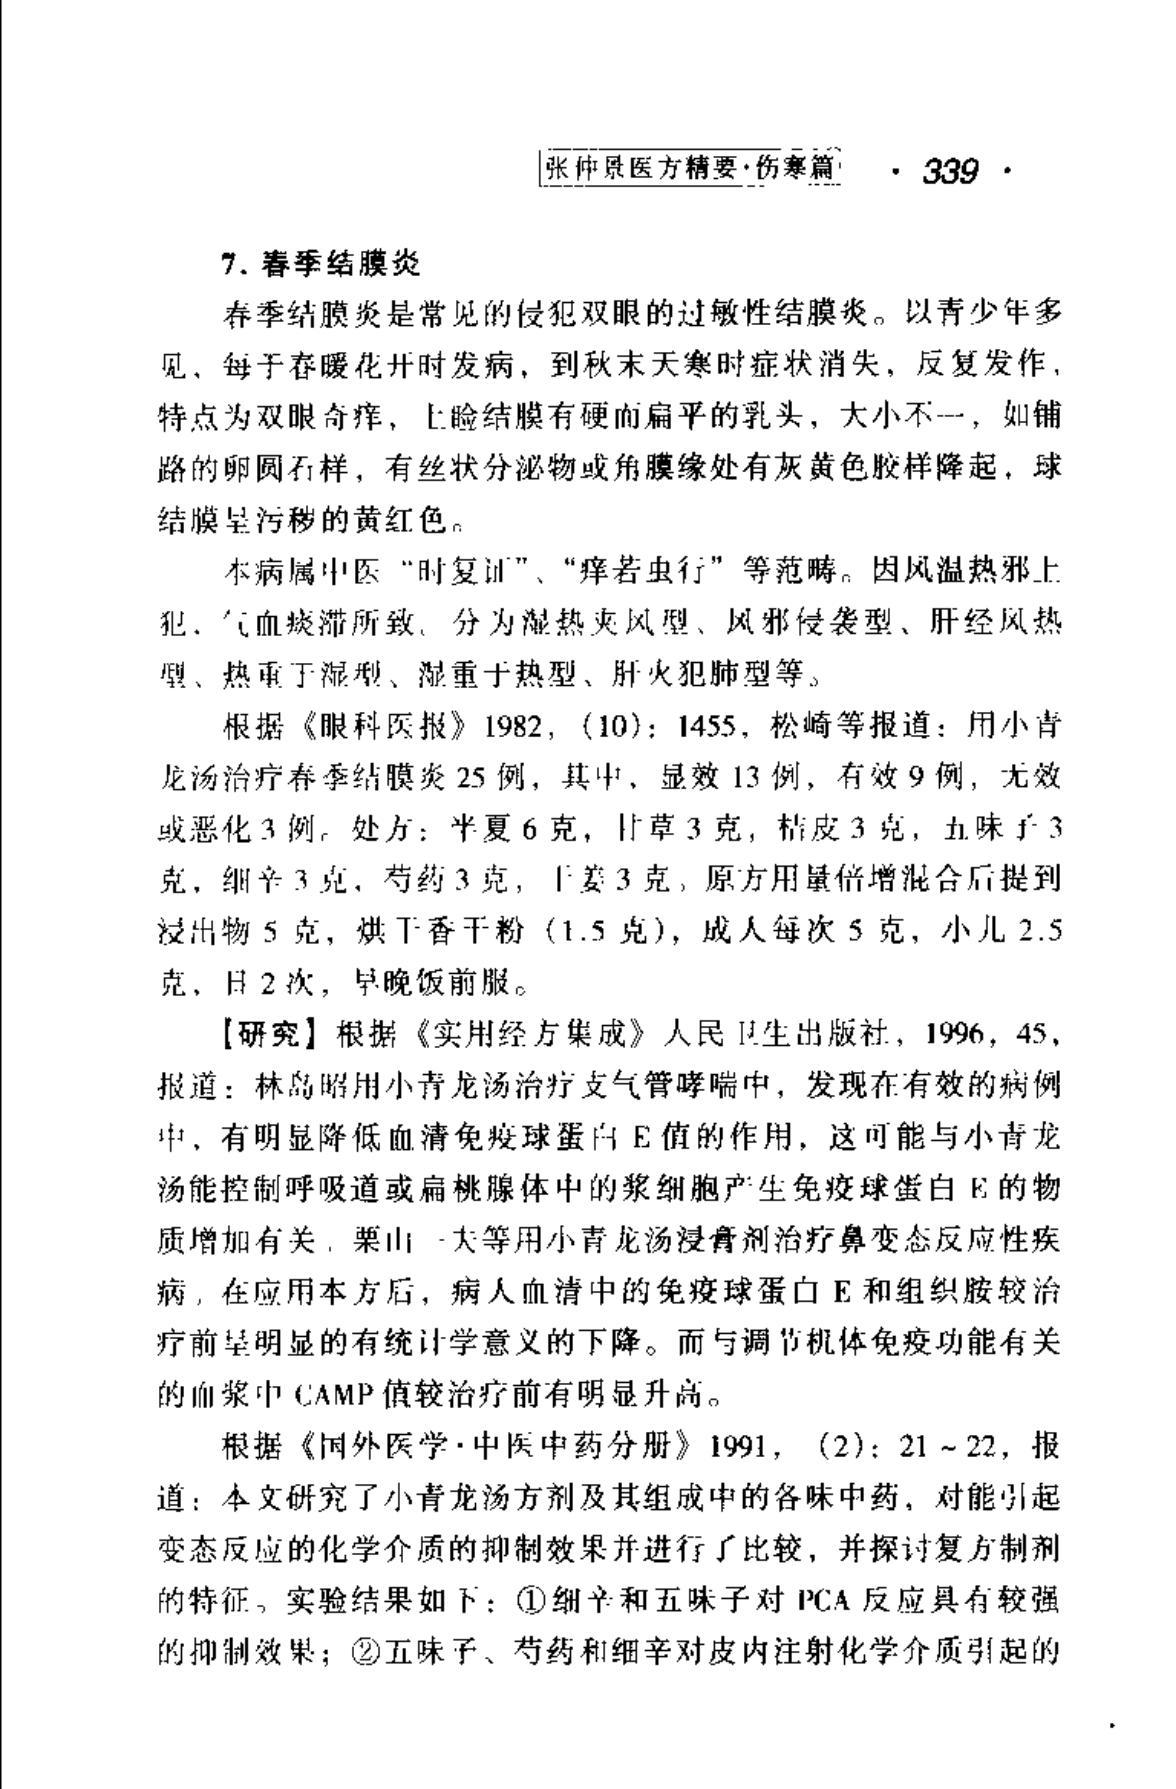 张仲景医方精要·伤寒篇 · 339 ·
7. 春季结膜炎
春季结膜炎是常见的侵犯双眼的过敏性结膜炎。以青少年多
见，每于春暖花开时发病，到秋末天寒时症状消失，反复发作，
特点为双眼奇痒，上睑结膜有硬而扁平的乳头，大小不一，如铺
路的卵圆石样，有丝状分泌物或角膜缘处有灰黄色胶样隆起，球
结膜呈污秽的黄红色。
本病属中医“时复证”、“痒若虫行”等范畴。因风温热邪上
犯，气血痰滞所致。分为湿热夹风型、风邪侵袭型、肝经风热
型、热重于湿型、湿重于热型、肝火犯肺型等。
根据《眼科医报》1982，（10）：1455，松崎等报道：用小青
龙汤治疗春季结膜炎 25 例，其中，显效 13 例，有效 9 例，无效
或恶化 3 例。处方：半夏 6 克，甘草 3 克，桔皮 3 克，五味子 3
克，细辛 3 克，芍药 3 克，干姜 3 克。原方用量倍增混合后提到
浸出物 5 克，烘干香干粉（1.5 克），成人每次 5 克，小儿 2.5
克，日 2 次，早晚饭前服。
【研究】根据《实用经方集成》人民卫生出版社，1996，45，
报道：林岛昭用小青龙汤治疗支气管哮喘中，发现在有效的病例
中，有明显降低血清免疫球蛋白 E 值的作用，这可能与小青龙
汤能控制呼吸道或扁桃腺体中的浆细胞产生免疫球蛋白 E 的物
质增加有关。栗山一夫等用小青龙汤浸膏剂治疗鼻变态反应性疾
病，在应用本方后，病人血清中的免疫球蛋白 E 和组织胺较治
疗前呈明显的有统计学意义的下降。而与调节机体免疫功能有关
的血浆中 CAMP 值较治疗前有明显升高。
根据《国外医学·中医中药分册》1991，（2）：21～22，报
道：本文研究了小青龙汤方剂及其组成中的各味中药，对能引起
变态反应的化学介质的抑制效果并进行了比较，并探讨复方制剂
的特征。实验结果如下：①细辛和五味子对 PCA 反应具有较强
的抑制效果；②五味子、芍药和细辛对皮内注射化学介质引起的